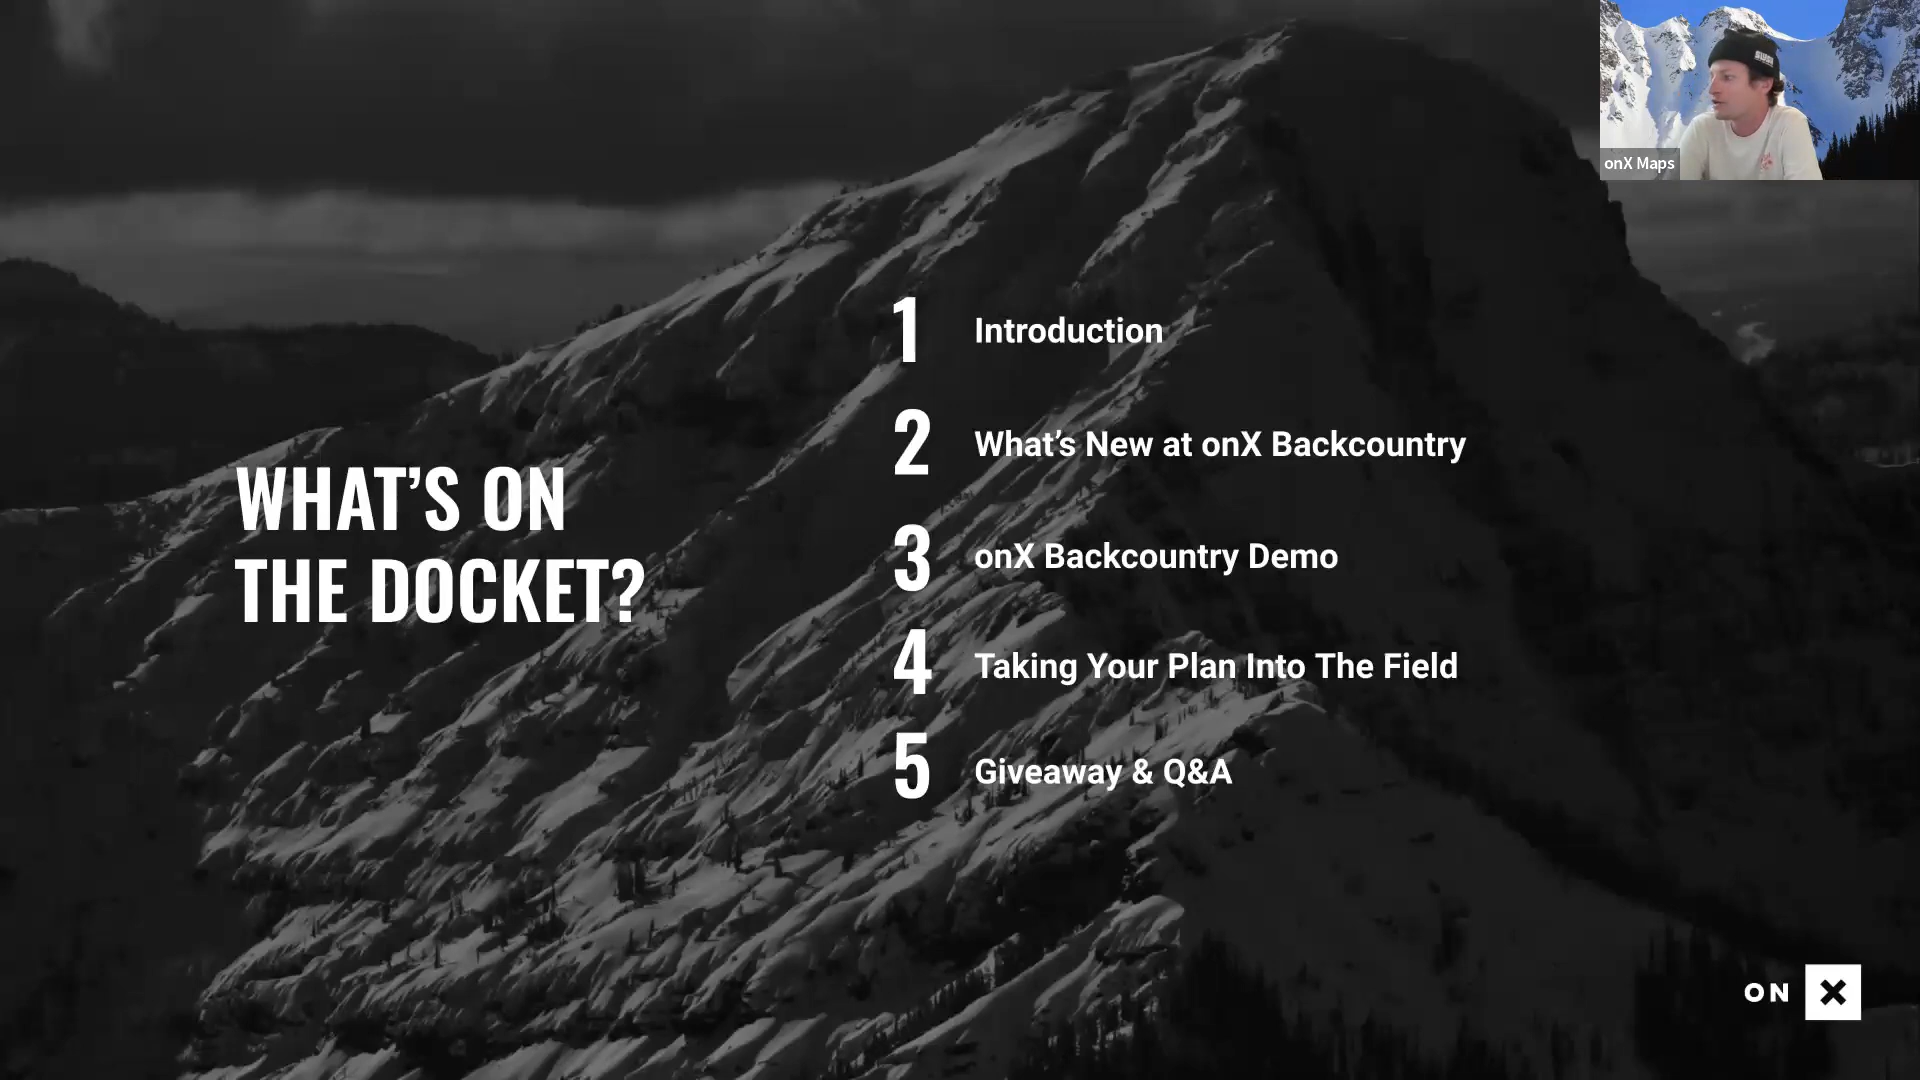 onX Maps
WHAT’S ON
THE DOCKET?
1 Introduction
2 What’s New at onX Backcountry
3 onX Backcountry Demo
4 Taking Your Plan Into The Field
5 Giveaway & Q&A
ON X